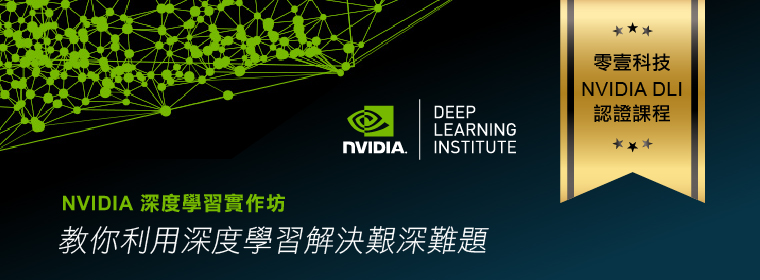 零壹科技
NVIDIA DLI
認證課程
NVIDIA.
DEEP
LEARNING
INSTITUTE
NVIDIA 深度學習實作坊
教你利用深度學習解決艱深難題